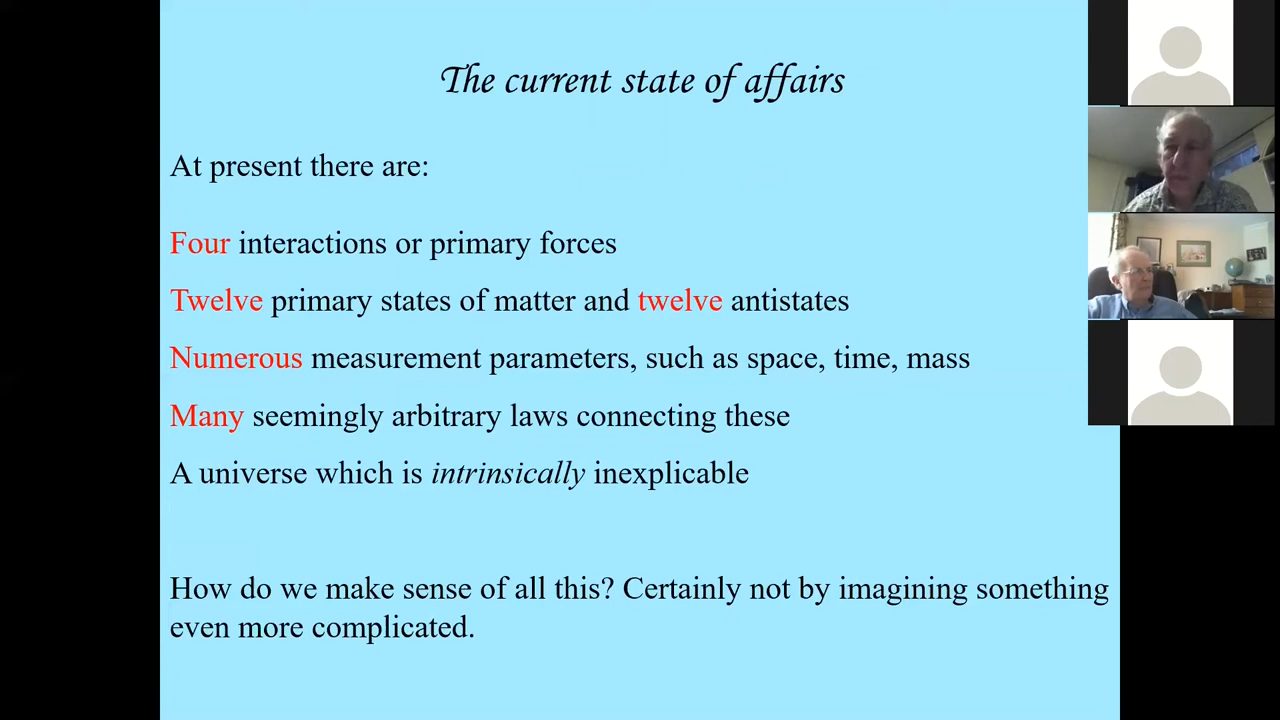 The current state of affairs
At present there are:
Four interactions or primary forces
Twelve primary states of matter and twelve antistates
Numerous measurement parameters, such as space, time, mass
Many seemingly arbitrary laws connecting these
A universe which is intrinsically inexplicable
How do we make sense of all this? Certainly not by imagining something
even more complicated.